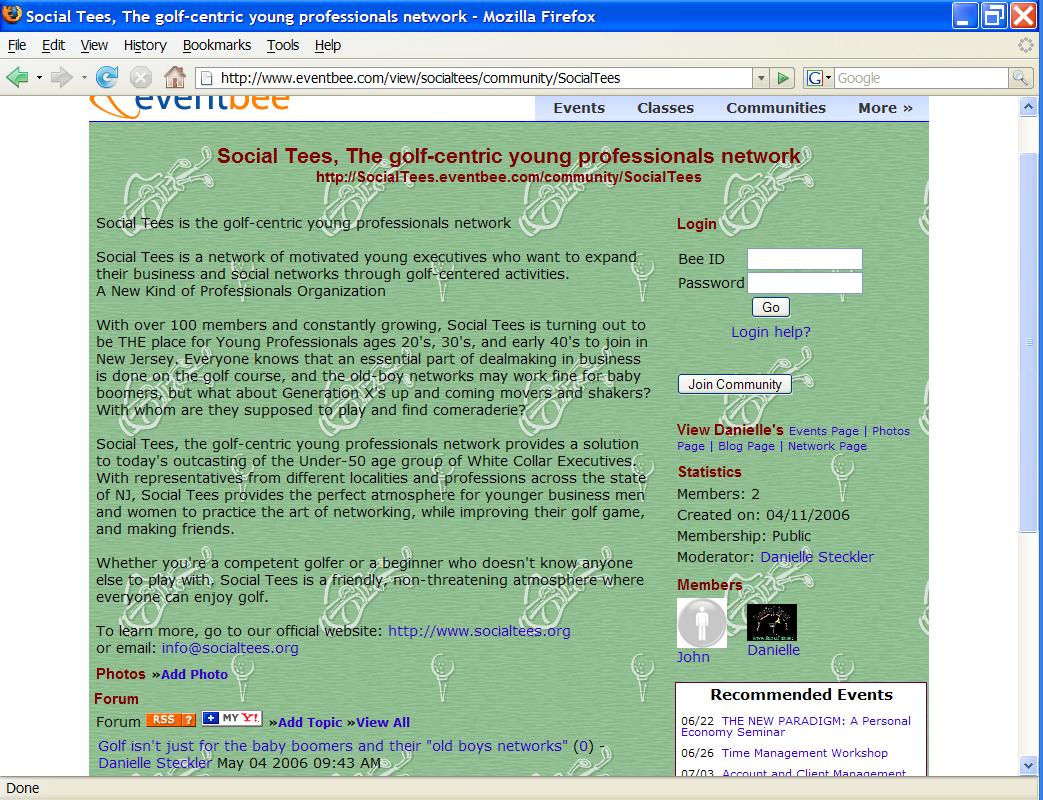 Social Tees, The golf-centric young professionals network - Mozilla Firefox
File Edit View History Bookmarks Tools Help
http://www.eventbee.com/view/socialtees/community/SocialTees
G Google
eventbee
Events Classes Communities More »
Social Tees, The golf-centric young professionals network
http://SocialTees.eventbee.com/community/SocialTees
Social Tees is the golf-centric young professionals network
Social Tees is a network of motivated young executives who want to expand
their business and social networks through golf-centered activities.
A New Kind of Professionals Organization
With over 100 members and constantly growing, Social Tees is turning out to
be THE place for Young Professionals ages 20's, 30's, and early 40's to join in
New Jersey. Everyone knows that an essential part of dealmaking in business
is done on the golf course, and the old-boy networks may work fine for baby
boomers, but what about Generation X's up and coming movers and shakers?
With whom are they supposed to play and find comeraderie?
Social Tees, the golf-centric young professionals network provides a solution
to today's outcasting of the Under-50 age group of White Collar Executives.
With representatives from different localities and professions across the state
of NJ, Social Tees provides the perfect atmosphere for younger business men
and women to practice the art of networking, while improving their golf game,
and making friends.
Whether you're a competent golfer or a beginner who doesn't know anyone
else to play with, Social Tees is a friendly, non-threatening atmosphere where
everyone can enjoy golf.
To learn more, go to our official website: http://www.socialtees.org
or email: info@socialtees.org
Photos »Add Photo
Forum
Forum RSS ? + MY Y! »Add Topic »View All
Golf isn't just for the baby boomers and their "old boys networks" (0) -
Danielle Steckler May 04 2006 09:43 AM
Login
Bee ID
Password
Go
Login help?
Join Community
View Danielle's Events Page | Photos
Page | Blog Page | Network Page
Statistics
Members: 2
Created on: 04/11/2006
Membership: Public
Moderator: Danielle Steckler
Members
John
Danielle
Recommended Events
06/22 THE NEW PARADIGM: A Personal
Economy Seminar
06/26 Time Management Workshop
07/03 Account and Client Management
Done